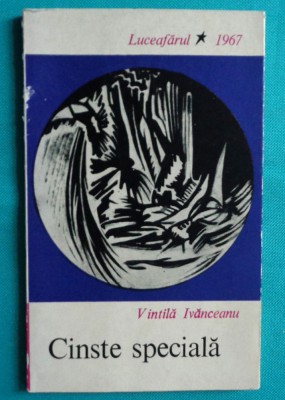 Luceafărul ★ 1967
Vintilă Ivănceanu
Cinste specială